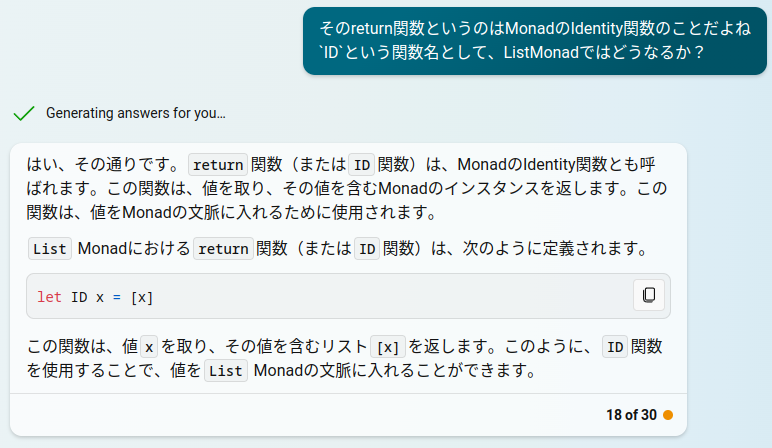 そのreturn関数というのはMonadのIdentity関数のことだよね
`ID`という関数名として、ListMonadではどうなるか？
Generating answers for you…
はい、その通りです。 return 関数（または ID 関数）は、MonadのIdentity関数とも呼
ばれます。この関数は、値を取り、その値を含むMonadのインスタンスを返します。この
関数は、値をMonadの文脈に入れるために使用されます。
List Monadにおける return 関数（または ID 関数）は、次のように定義されます。
let ID x = [x]
この関数は、値 x を取り、その値を含むリスト [x] を返します。このように、 ID 関数
を使用することで、値を List Monadの文脈に入れることができます。
18 of 30